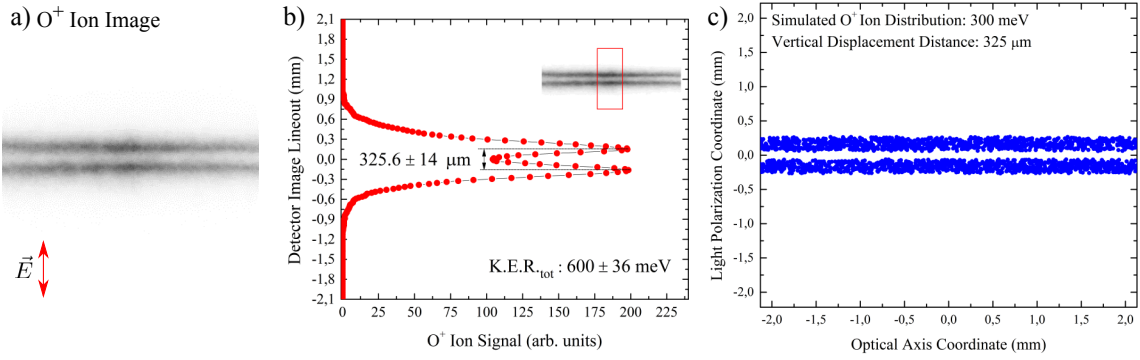 a) O⁺ Ion Image
E⃗
b)
Detector Image Lineout (mm)
2,1
1,8
1,5
1,2
0,9
0,6
0,3
0,0
-0,3
-0,6
-0,9
-1,2
-1,5
-1,8
-2,1
325.6 ± 14 μm
K.E.R.tot : 600 ± 36 meV
0 25 50 75 100 125 150 175 200 225
O⁺ Ion Signal (arb. units)
c)
Simulated O⁺ Ion Distribution: 300 meV
Vertical Displacement Distance: 325 μm
Light Polarization Coordinate (mm)
2,0
1,5
1,0
0,5
0,0
-0,5
-1,0
-1,5
-2,0
-2,0 -1,5 -1,0 -0,5 0,0 0,5 1,0 1,5 2,0
Optical Axis Coordinate (mm)